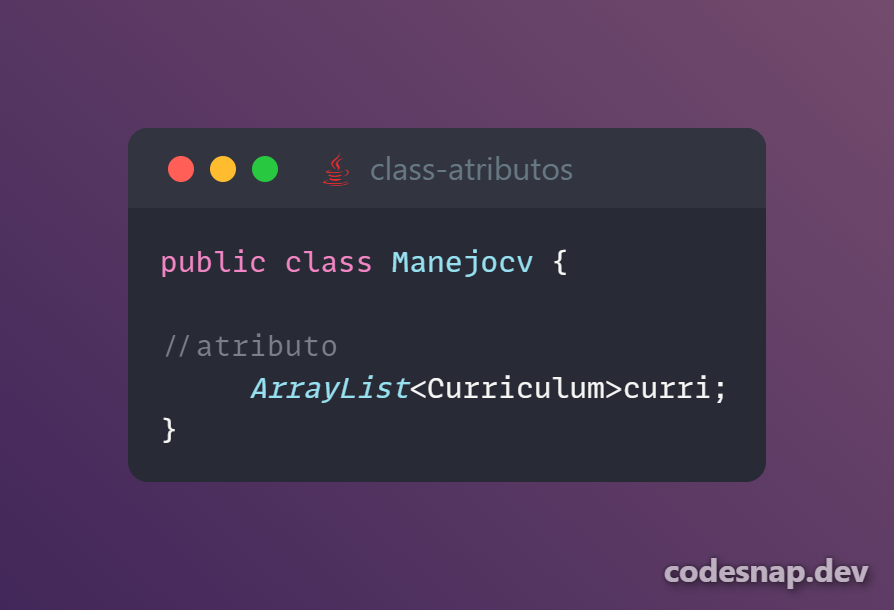 class-atributos
public class Manejocv {
//atributo
ArrayList<Curriculum>curri;
}
codesnap.dev